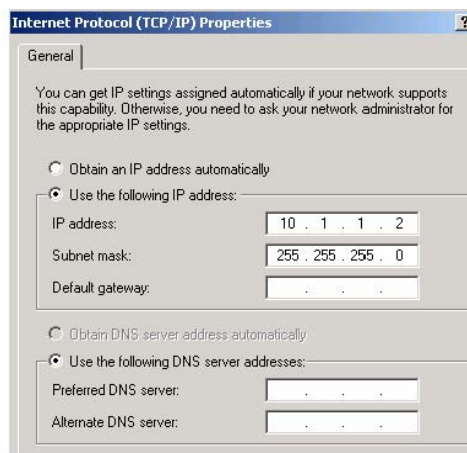 Internet Protocol (TCP/IP) Properties ?
General
You can get IP settings assigned automatically if your network supports
this capability. Otherwise, you need to ask your network administrator for
the appropriate IP settings.
Obtain an IP address automatically
Use the following IP address:
IP address: 10 . 1 . 1 . 2
Subnet mask: 255 . 255 . 255 . 0
Default gateway: . . .
Obtain DNS server address automatically
Use the following DNS server addresses:
Preferred DNS server: . . .
Alternate DNS server: . . .